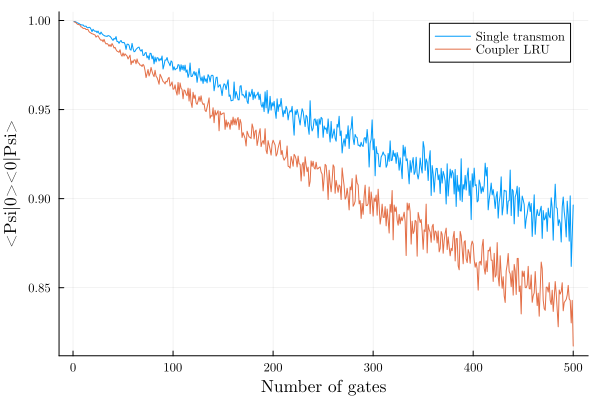 Single transmon
Coupler LRU
<Psi|0><0|Psi>
1.00
0.95
0.90
0.85
0
100
200
300
400
500
Number of gates